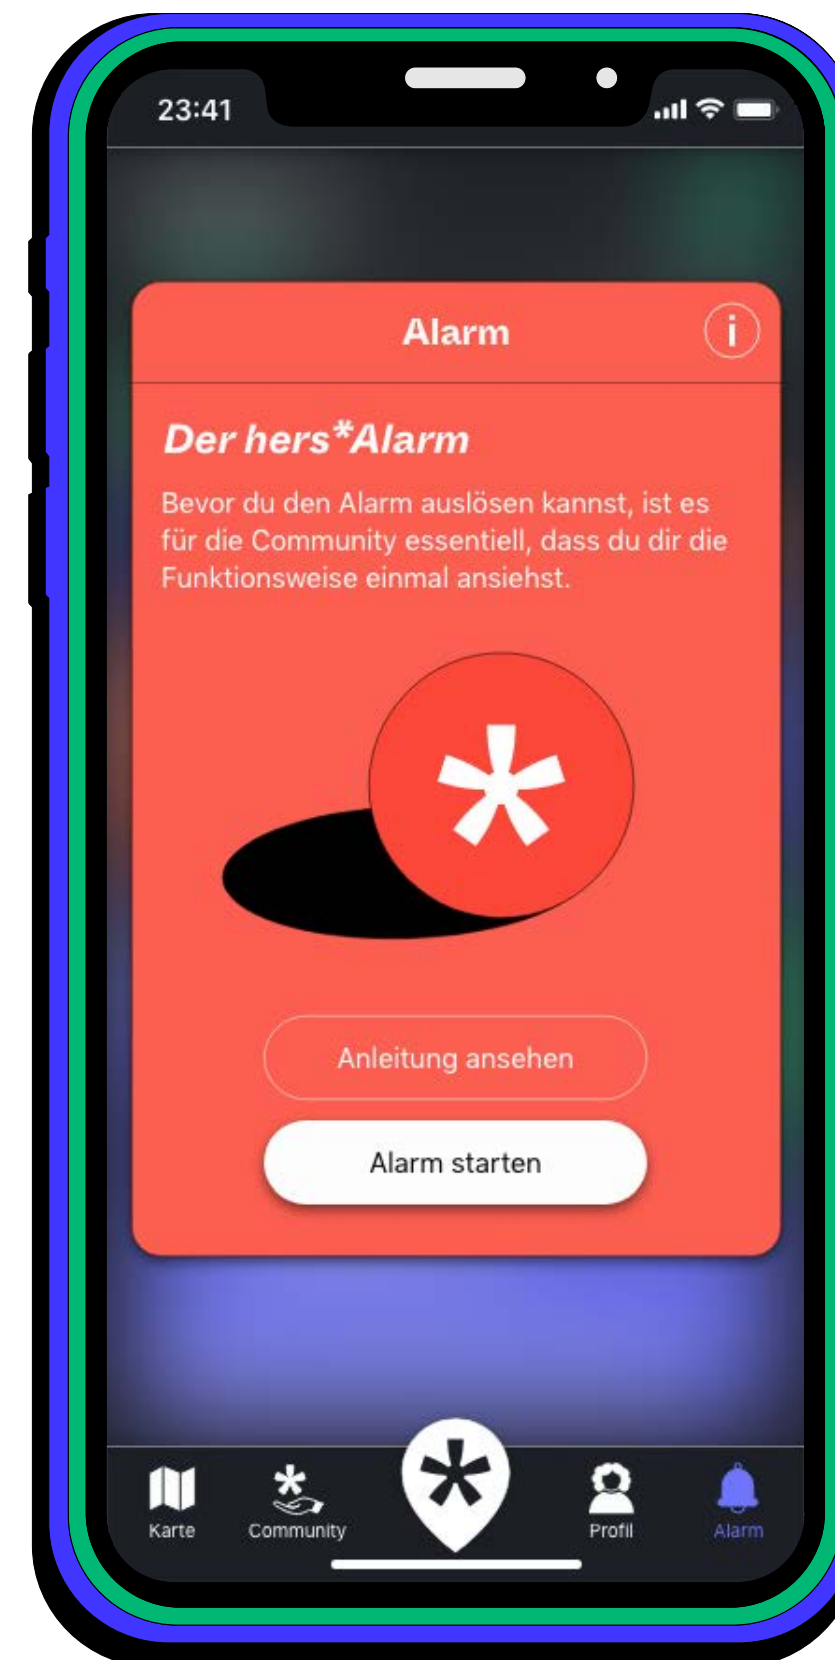 23:41
Alarm
i
Der hers*Alarm
Bevor du den Alarm auslösen kannst, ist es
für die Community essentiell, dass du dir die
Funktionsweise einmal ansiehst.
*
Anleitung ansehen
Alarm starten
*
Karte
Community
Profil
Alarm